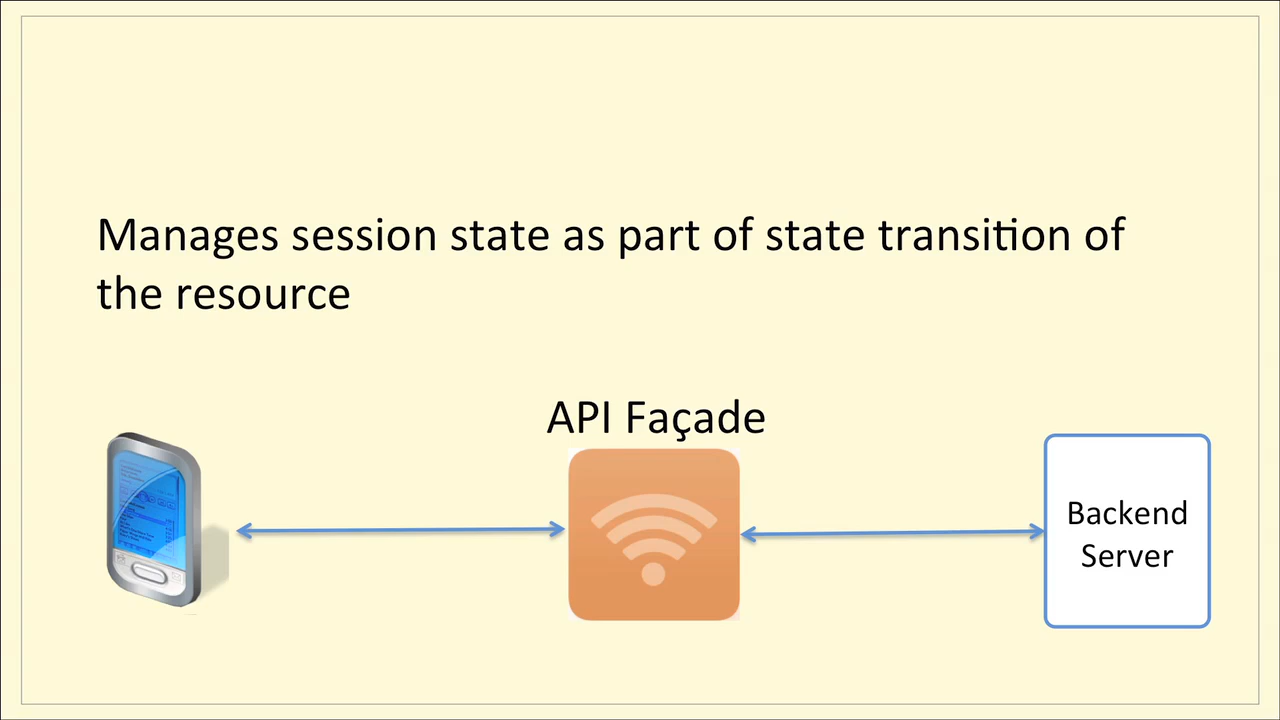 Manages session state as part of state transition of
the resource
API Façade
Backend
Server